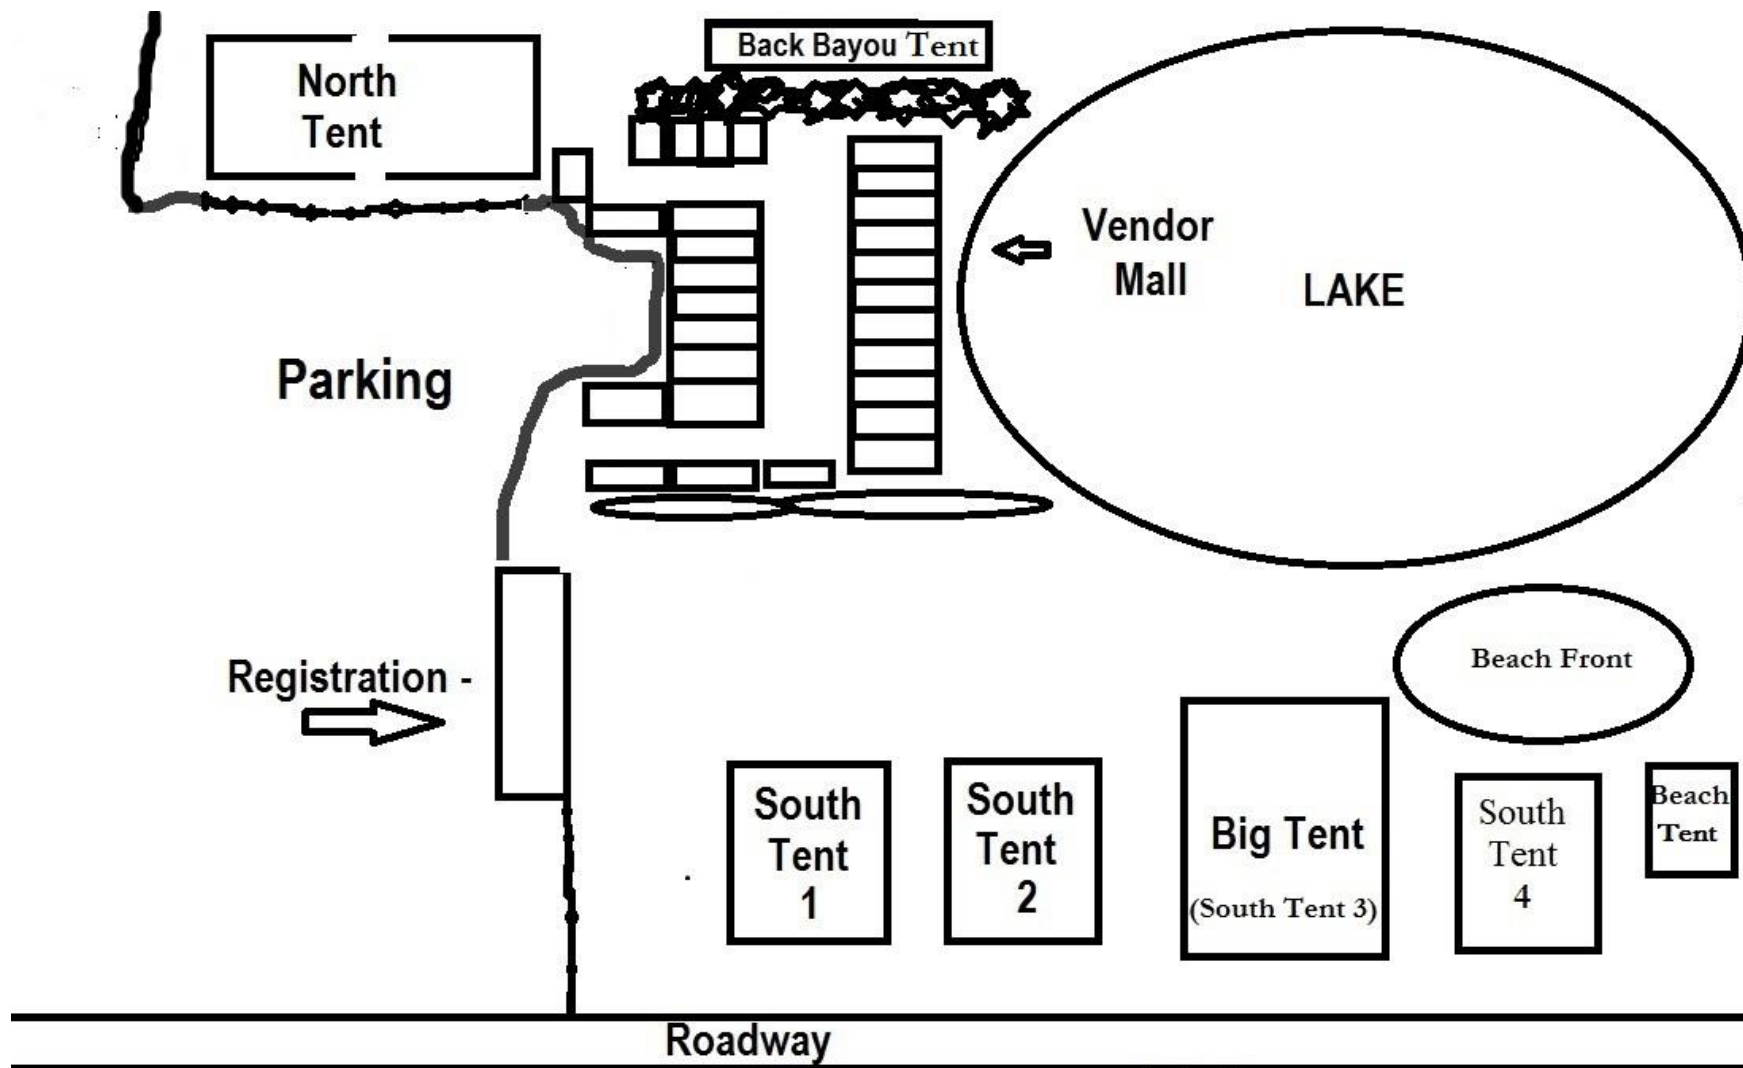 Back Bayou Tent
North
Tent
Vendor
Mall
LAKE
Parking
Registration -
Beach Front
South
Tent
1
South
Tent
2
Big Tent
(South Tent 3)
South
Tent
4
Beach
Tent
Roadway